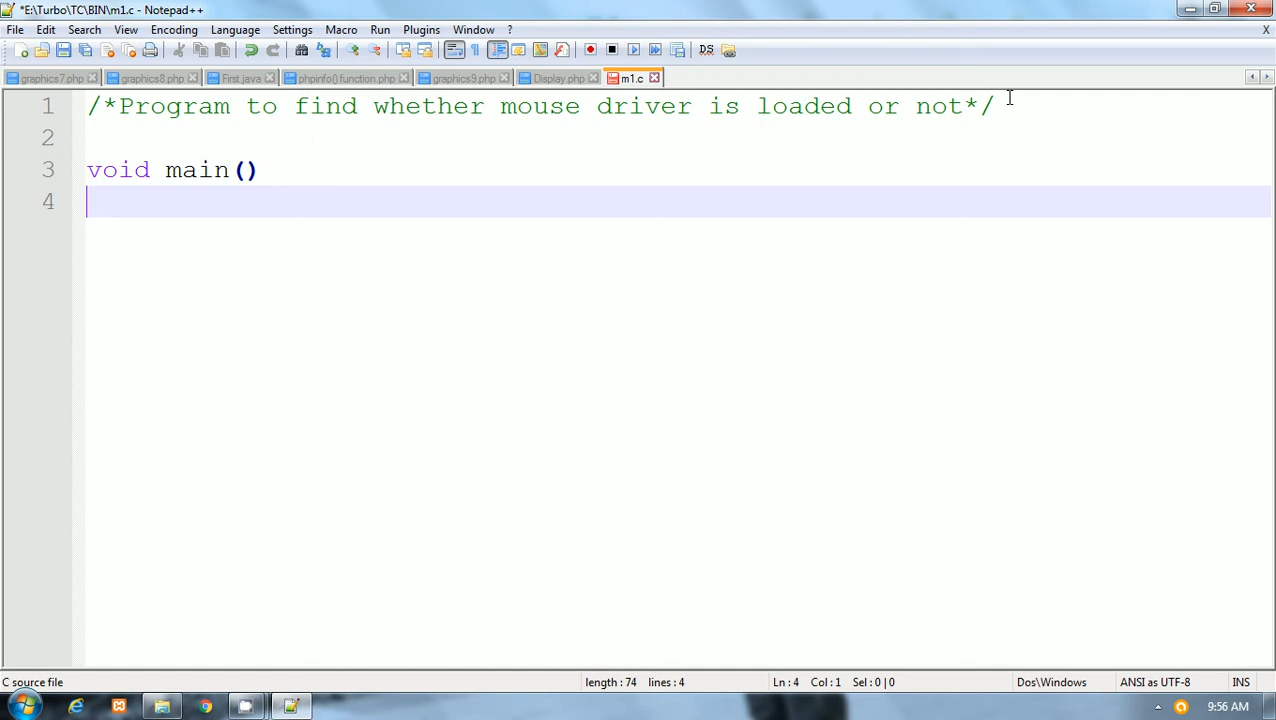 *E:\Turbo\TC\BIN\m1.c - Notepad++
File Edit Search View Encoding Language Settings Macro Run Plugins Window ? X
graphics7.php graphics8.php First.java phpinfo() function.php graphics9.php Display.php m1.c
1 /*Program to find whether mouse driver is loaded or not*/
2
3 void main()
4
C source file length : 74 lines : 4 Ln : 4 Col : 1 Sel : 0 | 0 Dos\Windows ANSI as UTF-8 INS
9:56 AM